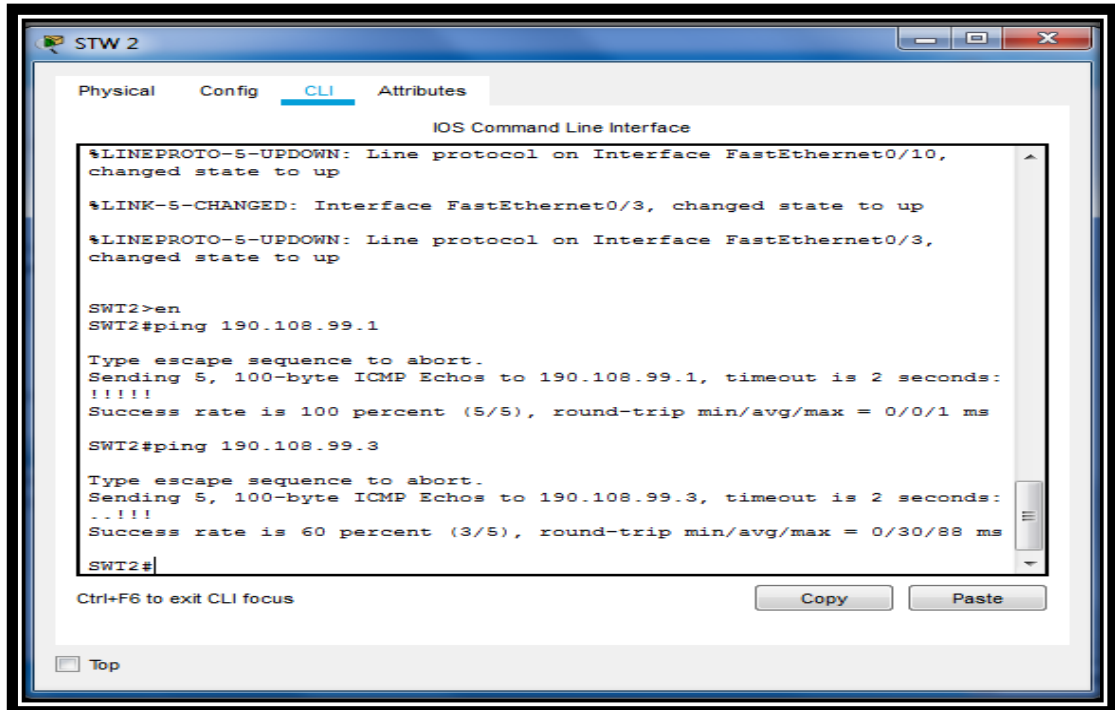 STW 2
Physical Config CLI Attributes
IOS Command Line Interface
%LINEPROTO-5-UPDOWN: Line protocol on Interface FastEthernet0/10,
changed state to up
%LINK-5-CHANGED: Interface FastEthernet0/3, changed state to up
%LINEPROTO-5-UPDOWN: Line protocol on Interface FastEthernet0/3,
changed state to up
SWT2>en
SWT2#ping 190.108.99.1
Type escape sequence to abort.
Sending 5, 100-byte ICMP Echos to 190.108.99.1, timeout is 2 seconds:
!!!!!
Success rate is 100 percent (5/5), round-trip min/avg/max = 0/0/1 ms
SWT2#ping 190.108.99.3
Type escape sequence to abort.
Sending 5, 100-byte ICMP Echos to 190.108.99.3, timeout is 2 seconds:
..!!!
Success rate is 60 percent (3/5), round-trip min/avg/max = 0/30/88 ms
SWT2#
Ctrl+F6 to exit CLI focus
Copy Paste
Top